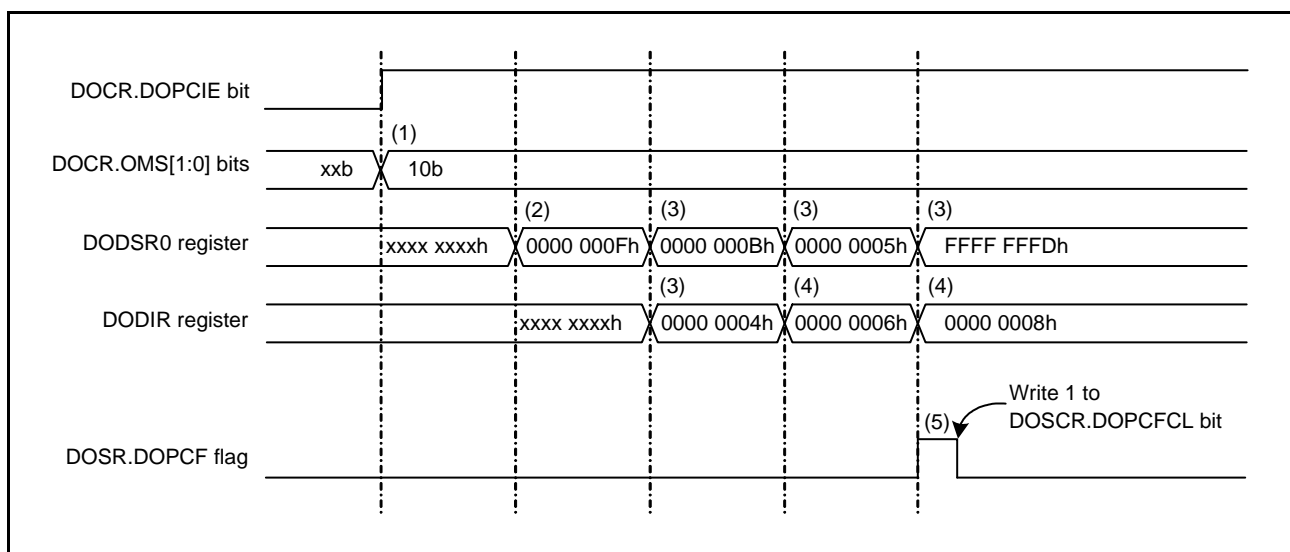 DOCR.DOPCIE bit
(1)
DOCR.OMS[1:0] bits xxb 10b
(2) (3) (3) (3)
DODSR0 register xxxx xxxxh 0000 000Fh 0000 000Bh 0000 0005h FFFF FFFDh
(3) (4) (4)
DODIR register xxxx xxxxh 0000 0004h 0000 0006h 0000 0008h
Write 1 to
(5) DOSCR.DOPCFCL bit
DOSR.DOPCF flag